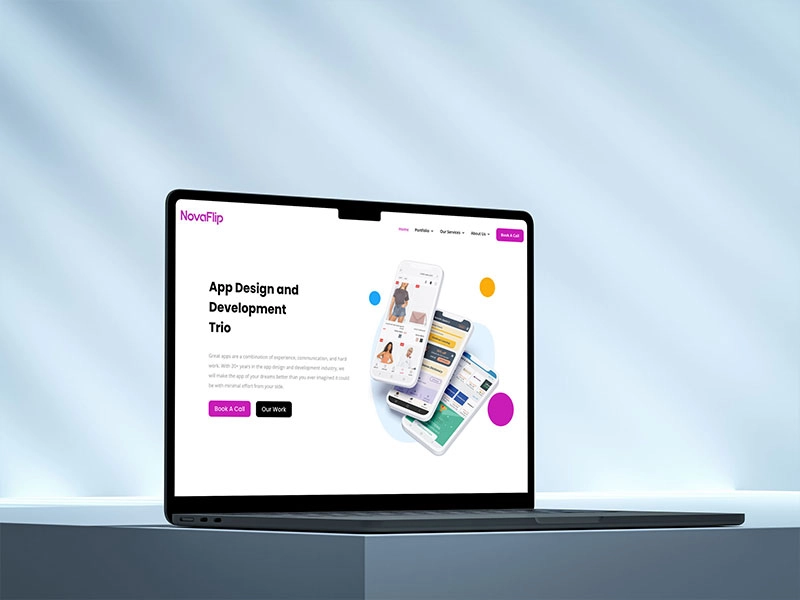 NovaFlip
Home Portfolio Our Services About Us Book A Call
App Design and
Development
Trio
Great apps are a combination of experience, communication, and hard
work. With 20+ years in the app design and development industry, we
will make the app of your dreams better than you ever imagined it could
be with minimal effort from your side.
Book A Call Our Work